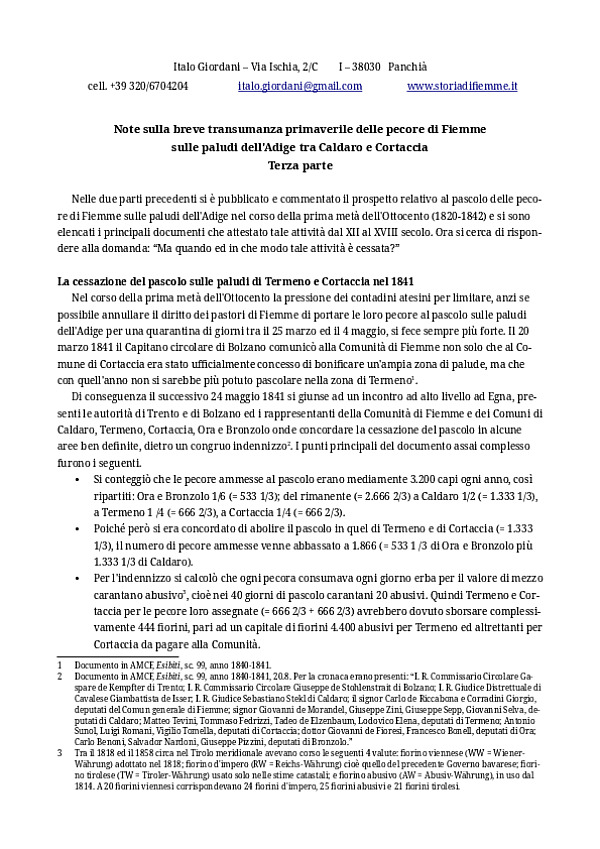 Italo Giordani – Via Ischia, 2/C I – 38030 Panchià
cell. +39 320/6704204 italo.giordani@gmail.com www.storiadifiemme.it
Note sulla breve transumanza primaverile delle pecore di Fiemme
sulle paludi dell'Adige tra Caldaro e Cortaccia
Terza parte
Nelle due parti precedenti si è pubblicato e commentato il prospetto relativo al pascolo delle peco-
re di Fiemme sulle paludi dell'Adige nel corso della prima metà dell'Ottocento (1820-1842) e si sono
elencati i principali documenti che attestato tale attività dal XII al XVIII secolo. Ora si cerca di rispon-
dere alla domanda: “Ma quando ed in che modo tale attività è cessata?”
La cessazione del pascolo sulle paludi di Termeno e Cortaccia nel 1841
Nel corso della prima metà dell'Ottocento la pressione dei contadini atesini per limitare, anzi se
possibile annullare il diritto dei pastori di Fiemme di portare le loro pecore al pascolo sulle paludi
dell'Adige per una quarantina di giorni tra il 25 marzo ed il 4 maggio, si fece sempre più forte. Il 20
marzo 1841 il Capitano circolare di Bolzano comunicò alla Comunità di Fiemme non solo che al Co-
mune di Cortaccia era stato ufficialmente concesso di bonificare un'ampia zona di palude, ma che
con quell'anno non si sarebbe più potuto pascolare nella zona di Termeno1.
Di conseguenza il successivo 24 maggio 1841 si giunse ad un incontro ad alto livello ad Egna, pre-
senti le autorità di Trento e di Bolzano ed i rappresentanti della Comunità di Fiemme e dei Comuni di
Caldaro, Termeno, Cortaccia, Ora e Bronzolo onde concordare la cessazione del pascolo in alcune
aree ben definite, dietro un congruo indennizzo2. I punti principali del documento assai complesso
furono i seguenti.
• Si conteggiò che le pecore ammesse al pascolo erano mediamente 3.200 capi ogni anno, così
ripartiti: Ora e Bronzolo 1/6 (= 533 1/3); del rimanente (= 2.666 2/3) a Caldaro 1/2 (= 1.333 1/3),
a Termeno 1 /4 (= 666 2/3), a Cortaccia 1/4 (= 666 2/3).
• Poiché però si era concordato di abolire il pascolo in quel di Termeno e di Cortaccia (= 1.333
1/3), il numero di pecore ammesse venne abbassato a 1.866 (= 533 1 /3 di Ora e Bronzolo più
1.333 1/3 di Caldaro).
• Per l'indennizzo si calcolò che ogni pecora consumava ogni giorno erba per il valore di mezzo
carantano abusivo3, cioè nei 40 giorni di pascolo carantani 20 abusivi. Quindi Termeno e Cor-
taccia per le pecore loro assegnate (= 666 2/3 + 666 2/3) avrebbero dovuto sborsare complessi-
vamente 444 fiorini, pari ad un capitale di fiorini 4.400 abusivi per Termeno ed altrettanti per
Cortaccia da pagare alla Comunità.
1 Documento in AMCF, Esibiti, sc. 99, anno 1840-1841.
2 Documento in AMCF, Esibiti, sc. 99, anno 1840-1841, 20.8. Per la cronaca erano presenti: “I. R. Commissario Circolare Ga-
spare de Kempfter di Trento; I. R. Commissario Circolare Giuseppe de Stohlenstrait di Bolzano; I. R. Giudice Distrettuale di
Cavalese Giambattista de Isser; I. R. Giudice Sebastiano Stekl di Caldaro; il signor Carlo de Riccabona e Corradini Giorgio,
deputati del Comun generale di Fiemme; signor Giovanni de Morandel, Giuseppe Zini, Giuseppe Sepp, Giovanni Selva, de-
putati di Caldaro; Matteo Tevini, Tommaso Fedrizzi, Tadeo de Elzenbaum, Lodovico Elena, deputati di Termeno; Antonio
Sunol, Luigi Romani, Vigilio Tomella, deputati di Cortaccia; dottor Giovanni de Fioresi, Francesco Bonell, deputati di Ora;
Carlo Benoni, Salvador Nardoni, Giuseppe Pizzini, deputati di Bronzolo.”
3 Tra il 1818 ed il 1858 circa nel Tirolo meridionale avevano corso le seguenti 4 valute: fiorino viennese (WW = Wiener-
Währung) adottato nel 1818; fiorino d'impero (RW = Reichs-Währung) cioè quello del precedente Governo bavarese; fiori-
no tirolese (TW = Tiroler-Währung) usato solo nelle stime catastali; e fiorino abusivo (AW = Abusiv-Währung), in uso dal
1814. A 20 fiorini viennesi corrispondevano 24 fiorini d'impero, 25 fiorini abusivi e 21 fiorini tirolesi.